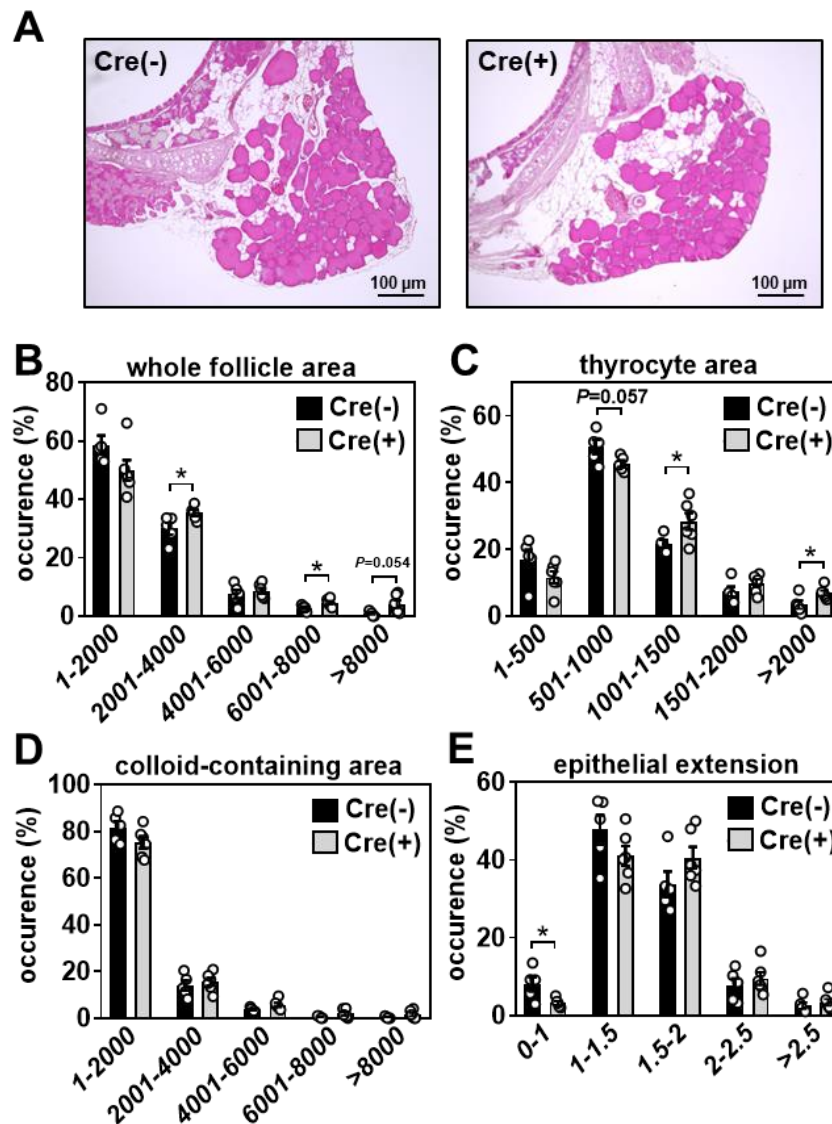 A
Cre(-)
100 µm
Cre(+)
100 µm
B
whole follicle area
occurence (%)
80
60
40
20
0
Cre(-)
Cre(+)
*
*
P=0.054
1-2000
2001-4000
4001-6000
6001-8000
>8000
C
thyrocyte area
occurence (%)
60
40
20
0
P=0.057
Cre(-)
Cre(+)
*
*
1-500
501-1000
1001-1500
1501-2000
>2000
D
colloid-containing area
occurence (%)
100
80
60
40
20
0
Cre(-)
Cre(+)
1-2000
2001-4000
4001-6000
6001-8000
>8000
E
epithelial extension
occurence (%)
60
40
20
0
Cre(-)
Cre(+)
*
0-1
1-1.5
1.5-2
2-2.5
>2.5